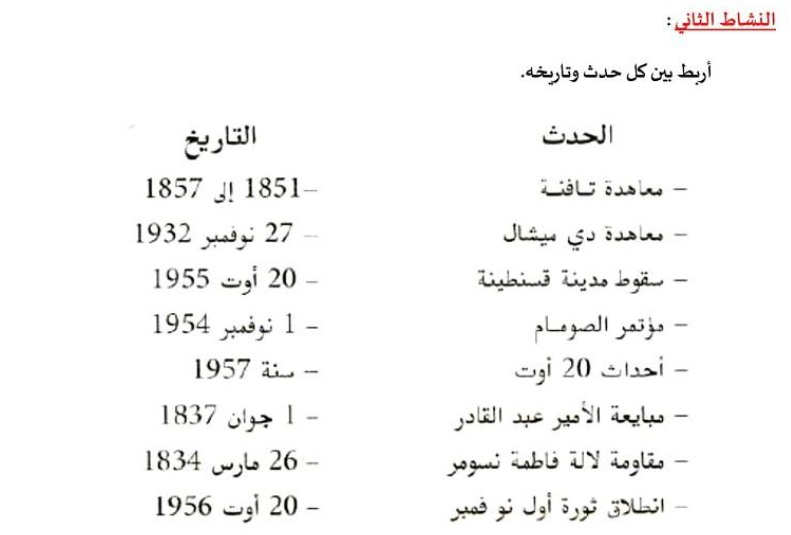 النشاط الثاني :
أربط بين كل حدث وتاريخه.
الحدث التاريخ
– معاهدة تافنة –1851 إلى 1857
– معاهدة دي ميشال – 27 نوفمبر 1932
– سقوط مدينة قسنطينة – 20 أوت 1955
– مؤتمر الصومام – 1 نوفمبر 1954
– أحداث 20 أوت – سنة 1957
– مبايعة الأمير عبد القادر – 1 جوان 1837
– مقاومة لالة فاطمة نسومر – 26 مارس 1834
– انطلاق ثورة أول نو فمبر – 20 أوت 1956